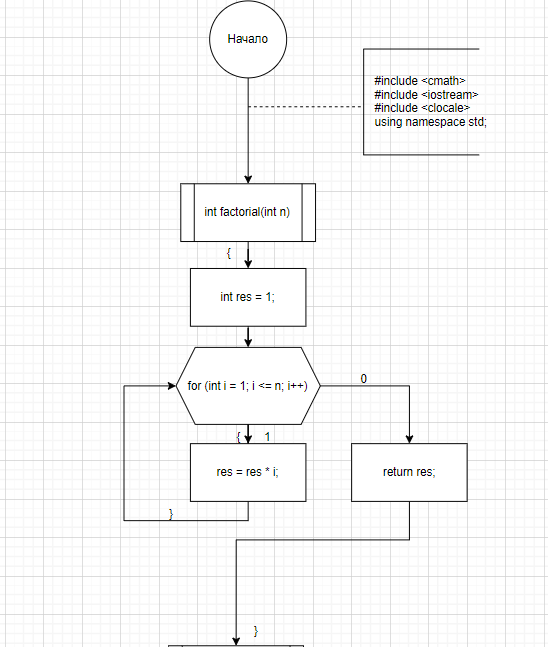 Начало
#include <cmath>
#include <iostream>
#include <clocale>
using namespace std;
int factorial(int n)
{
int res = 1;
for (int i = 1; i <= n; i++)
0
{ 1
res = res * i;
return res;
}
}